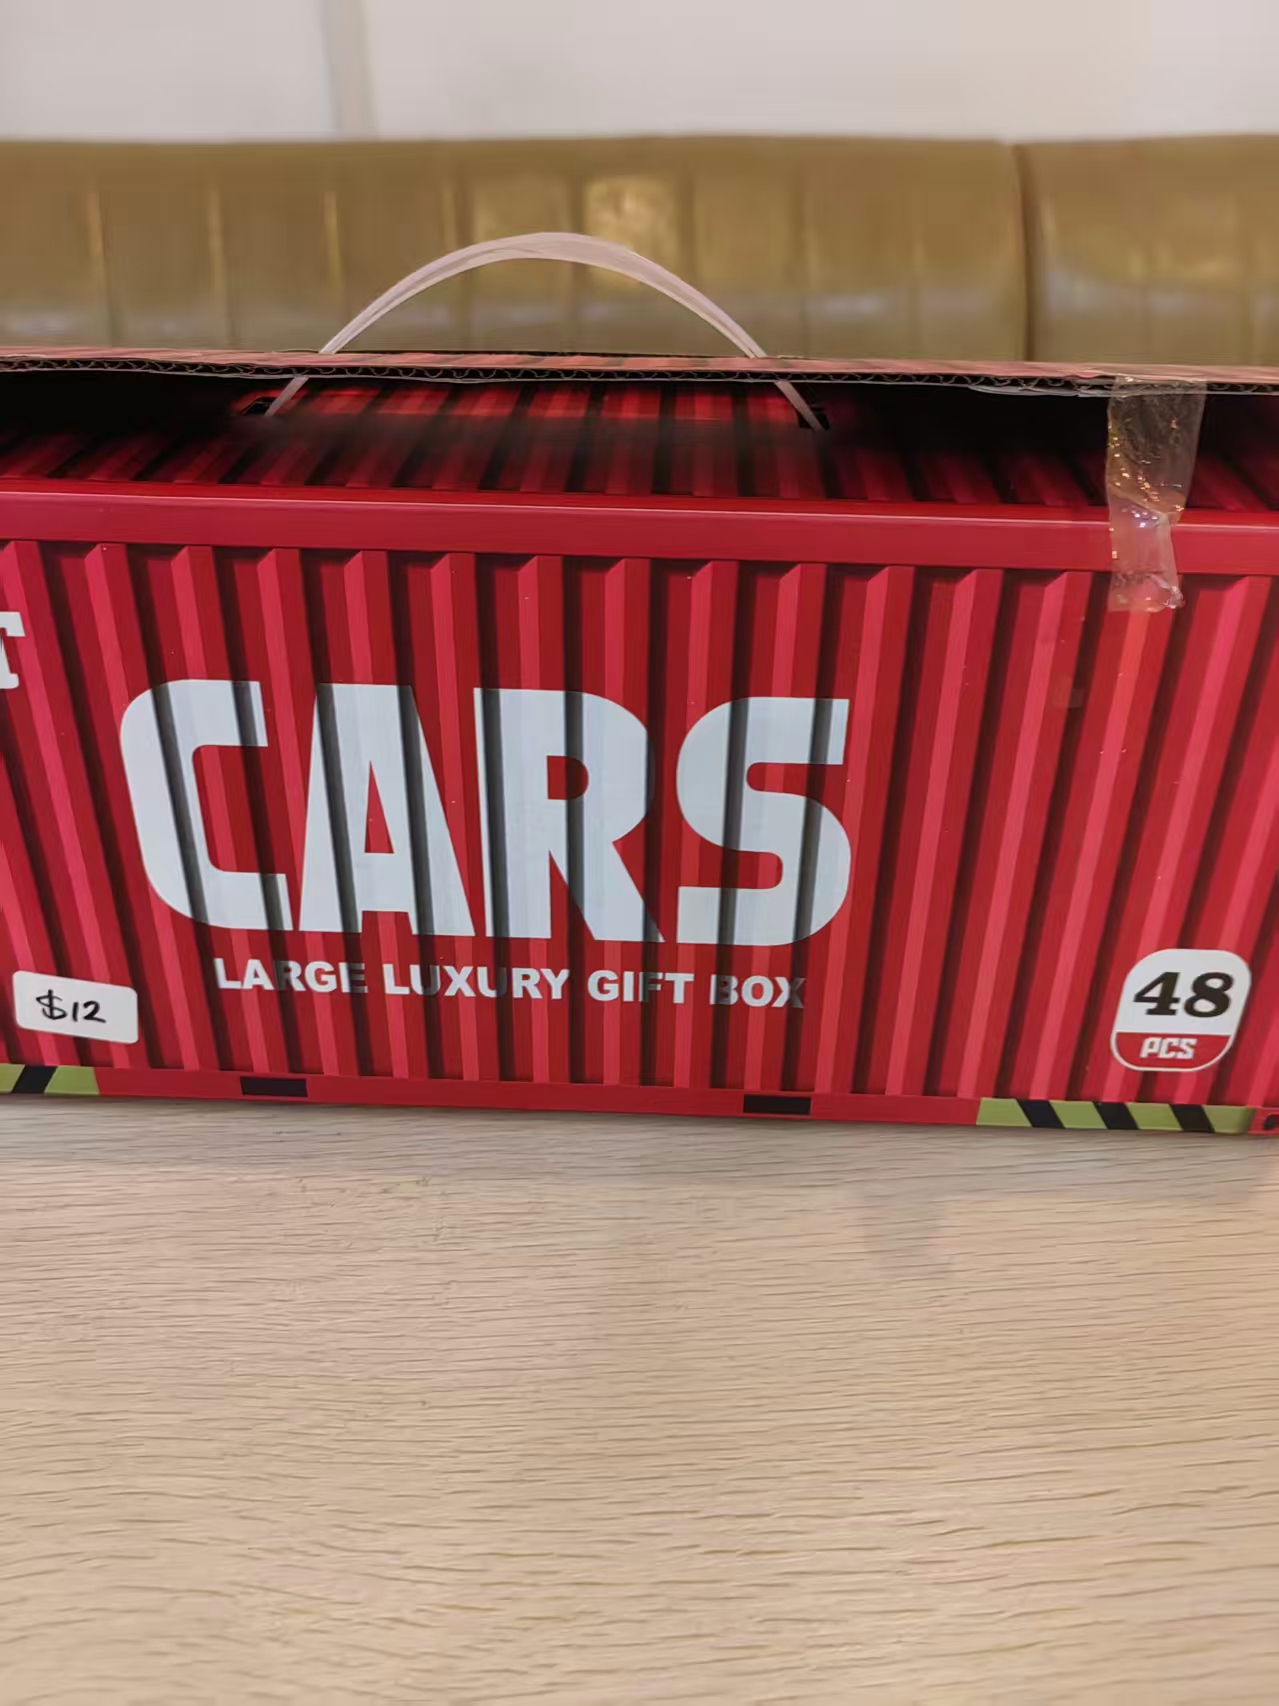 T
CARS
LARGE LUXURY GIFT BOX
$12
48
PCS